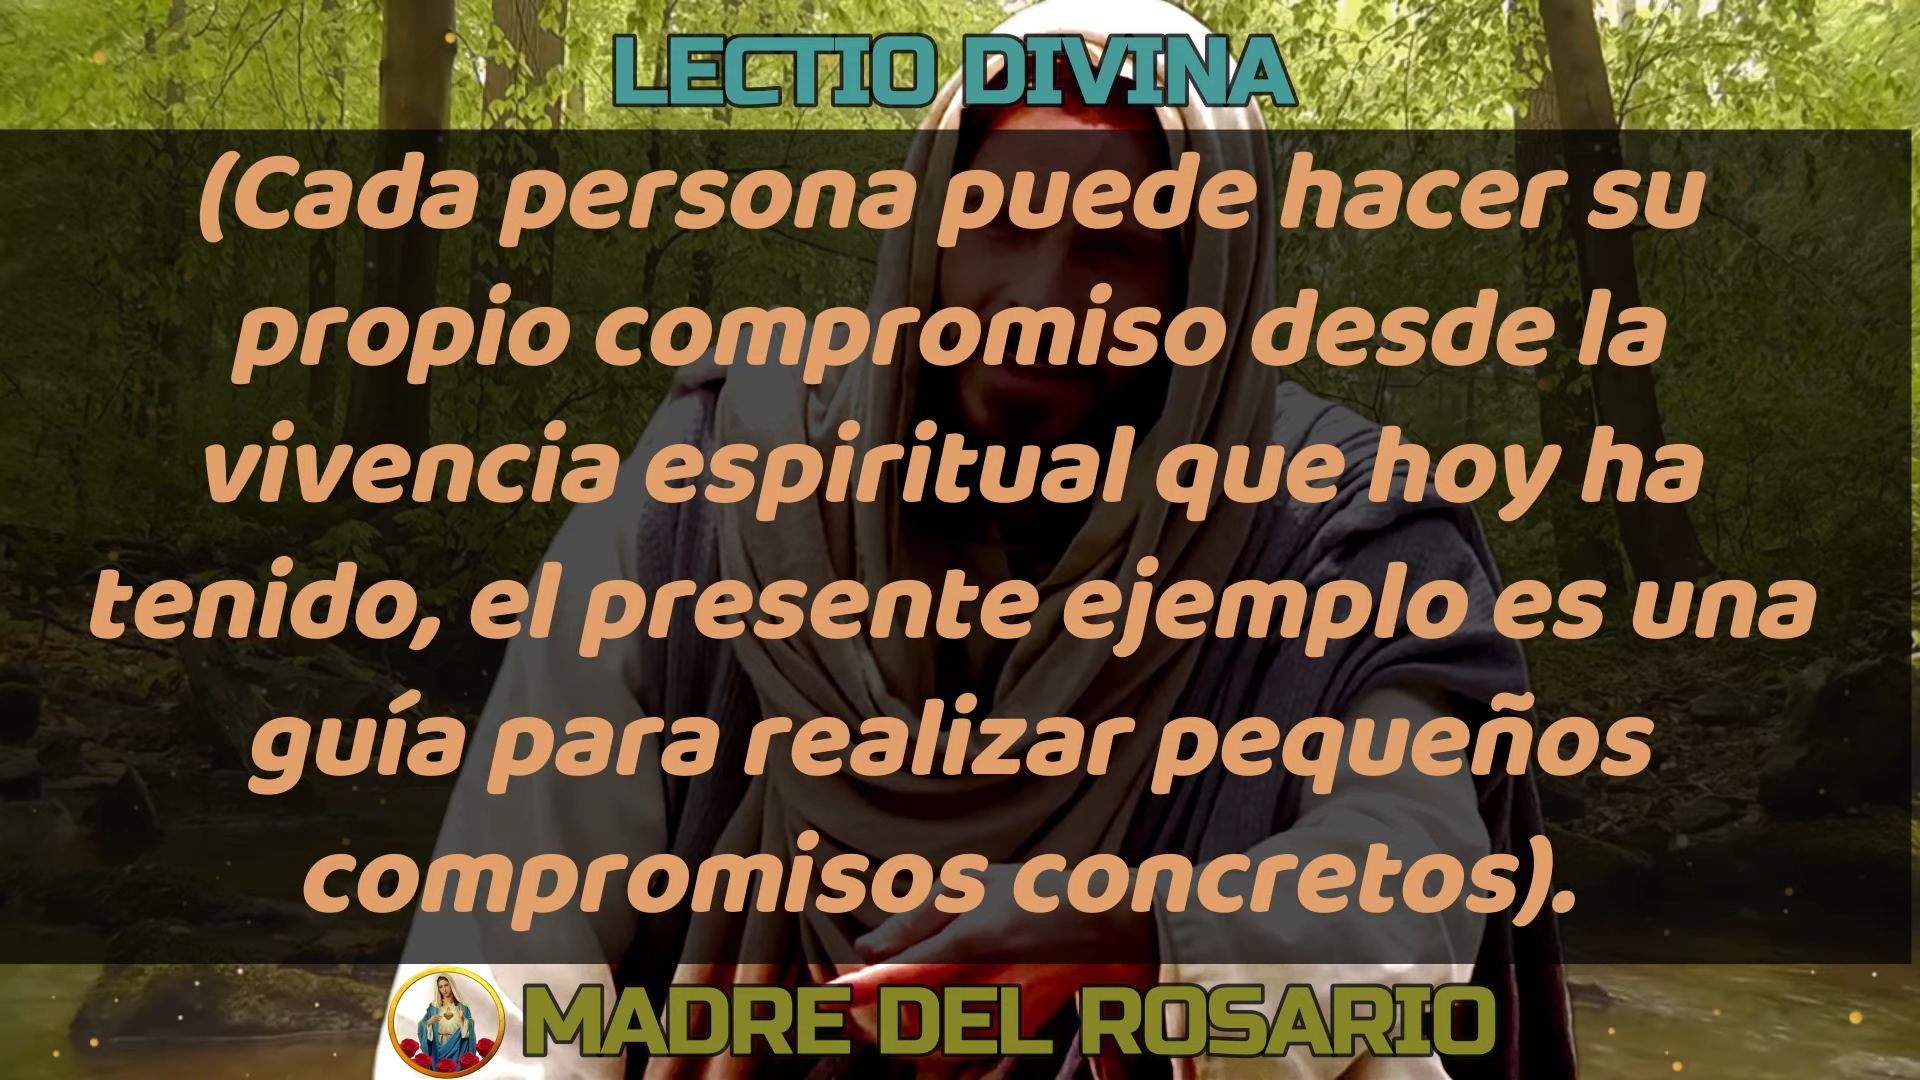 LECTIO DIVINA
(Cada persona puede hacer su
propio compromiso desde la
vivencia espiritual que hoy ha
tenido, el presente ejemplo es una
guía para realizar pequeños
compromisos concretos).
MADRE DEL ROSARIO